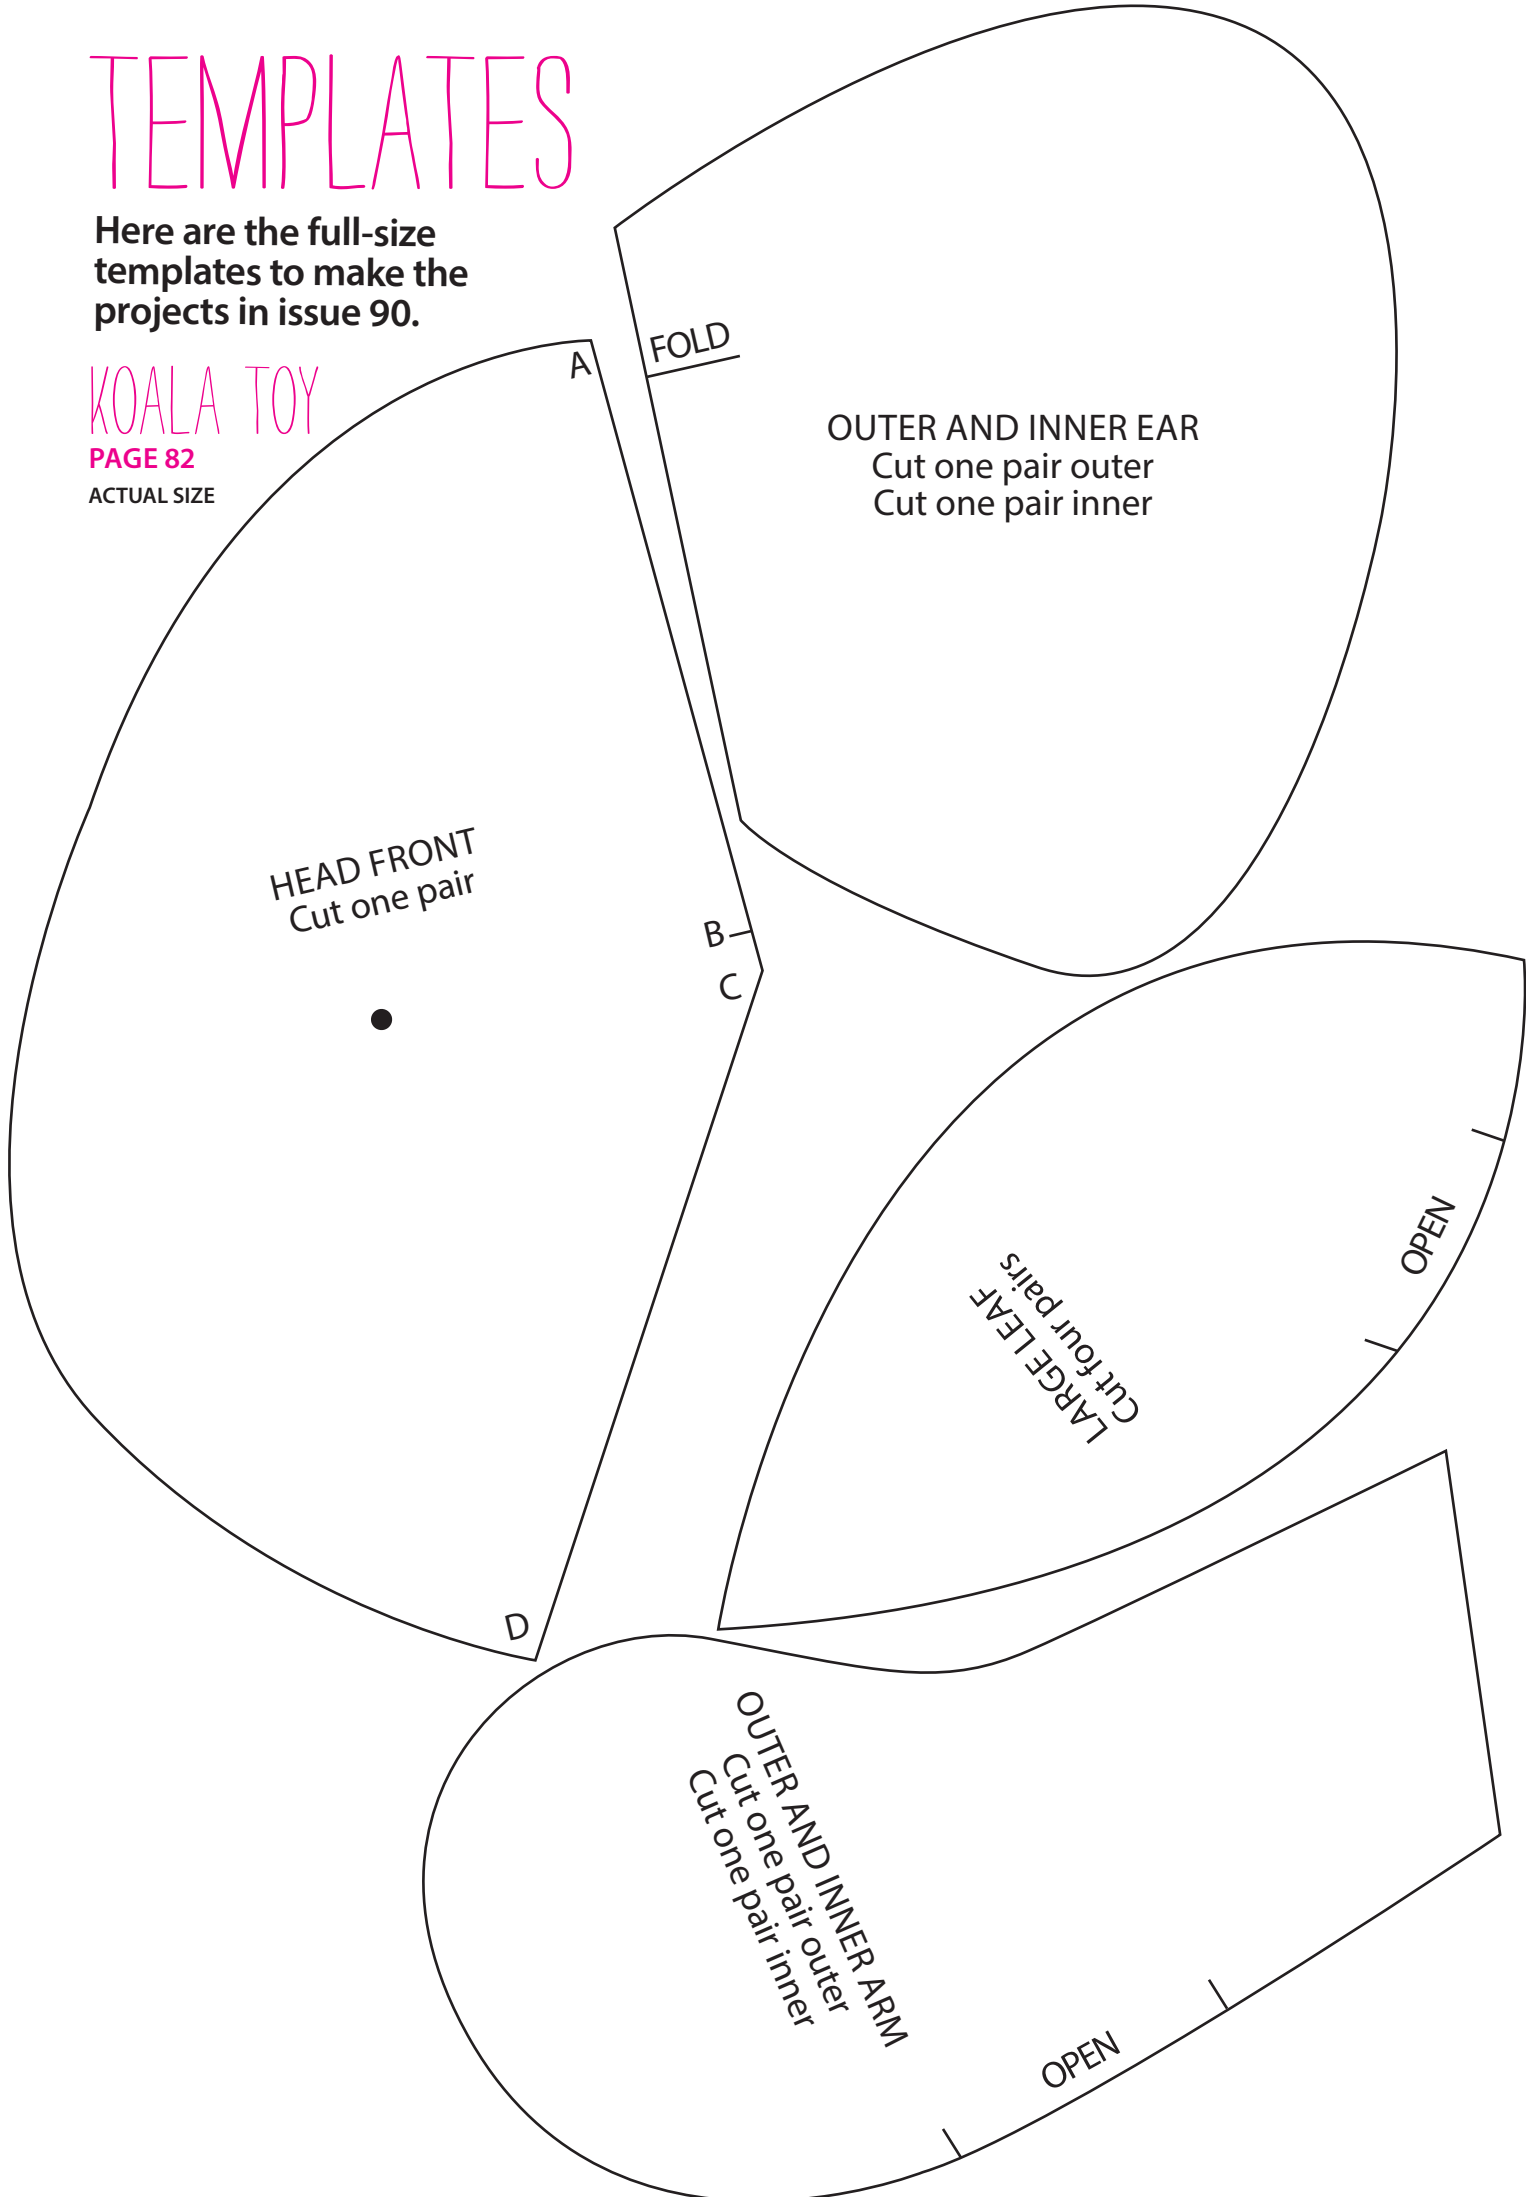 TEMPLATES
Here are the full-size
templates to make the
projects in issue 90.
KOALA TOY
PAGE 82
ACTUAL SIZE
A
FOLD
OUTER AND INNER EAR
Cut one pair outer
Cut one pair inner
HEAD FRONT
Cut one pair
B
C
D
LARGE LEAF
Cut four pairs
OPEN
OUTER AND INNER ARM
Cut one pair outer
Cut one pair inner
OPEN